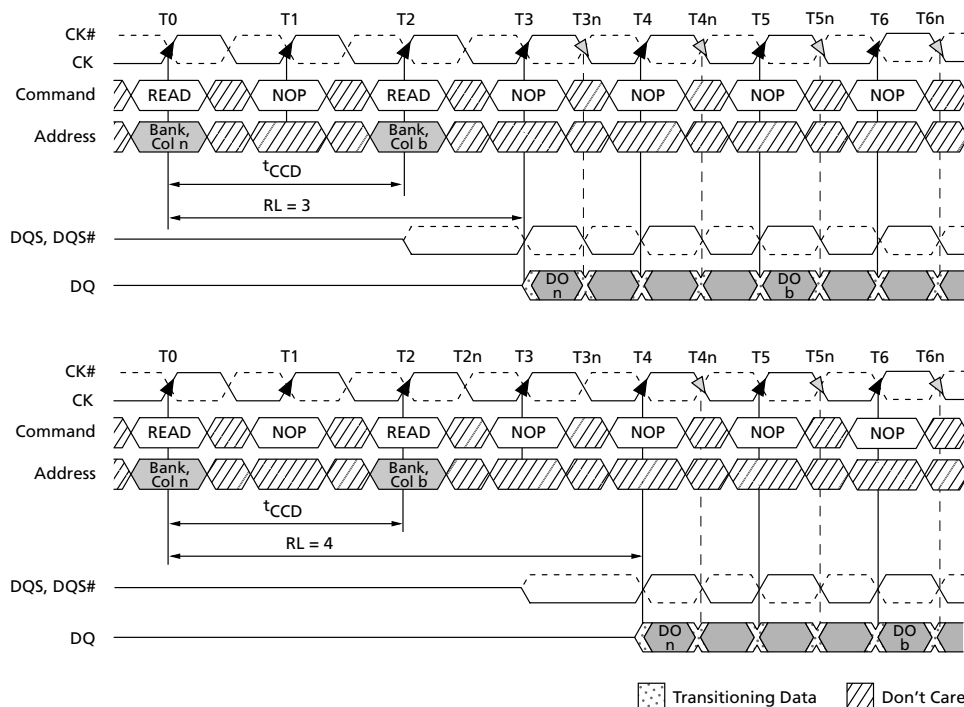 T0 T1 T2 T3 T3n T4 T4n T5 T5n T6 T6n
CK#
CK
Command READ NOP READ NOP NOP NOP NOP
Address Bank, Col n Bank, Col b
tCCD
RL = 3
DQS, DQS#
DQ DO n DO b
T0 T1 T2 T2n T3 T3n T4 T4n T5 T5n T6 T6n
CK#
CK
Command READ NOP READ NOP NOP NOP NOP
Address Bank, Col n Bank, Col b
tCCD
RL = 4
DQS, DQS#
DQ DO n DO b
Transitioning Data Don't Care